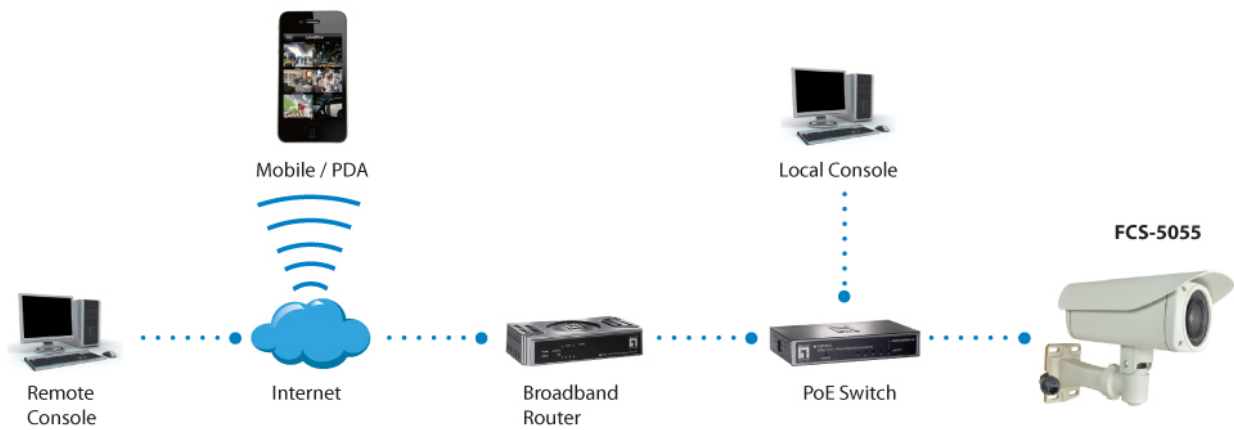 Mobile / PDA
Local Console
FCS-5055
Remote
Console
Internet
Broadband
Router
PoE Switch